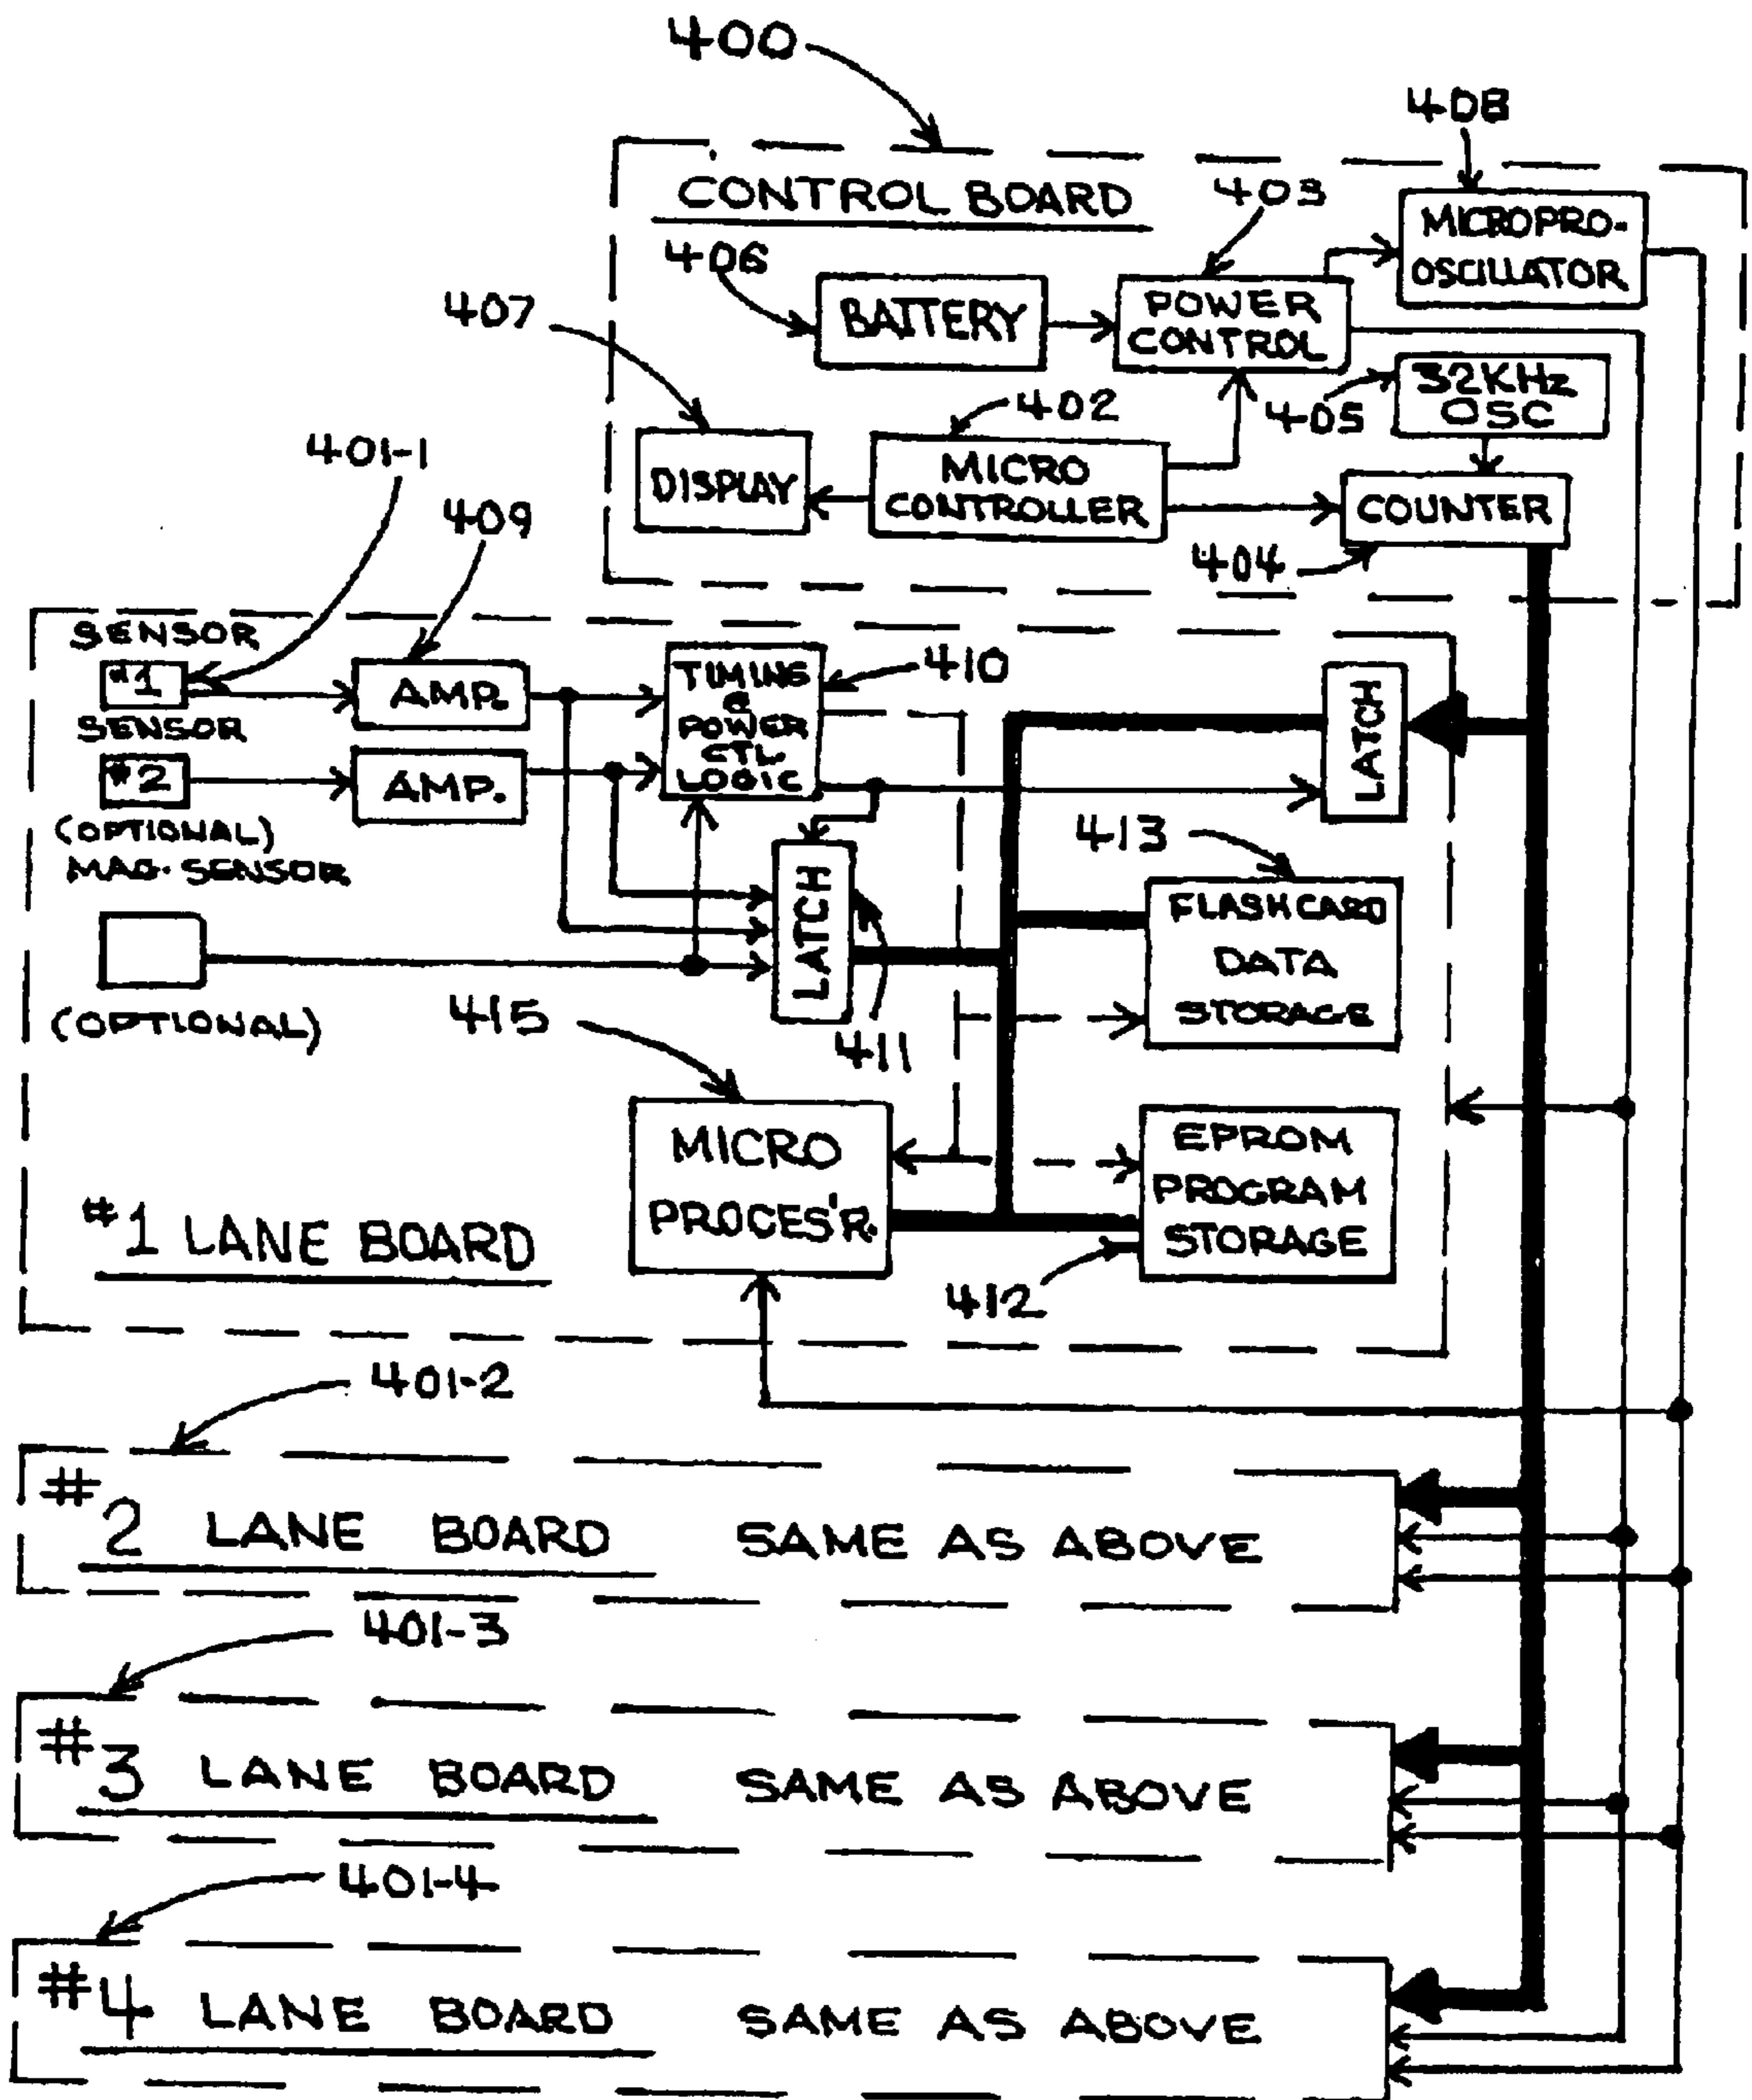 400
408
CONTROL BOARD
403
MICROPRO-
OSCILLATOR
406
407
BATTERY
POWER
CONTROL
32KHz
OSC
405
402
401-1
DISPLAY
MICRO
CONTROLLER
COUNTER
409
404
SENSOR
#1
AMP.
TIMING
&
POWER
CTL
LOGIC
410
LATCH
SENSOR
#2
AMP.
(OPTIONAL)
MAG. SENSOR
413
LATCH
FLASHCARD
DATA
STORAGE
(OPTIONAL)
415
411
MICRO
PROCES'R.
EPROM
PROGRAM
STORAGE
#1 LANE BOARD
412
401-2
#2 LANE BOARD SAME AS ABOVE
401-3
#3 LANE BOARD SAME AS ABOVE
401-4
#4 LANE BOARD SAME AS ABOVE